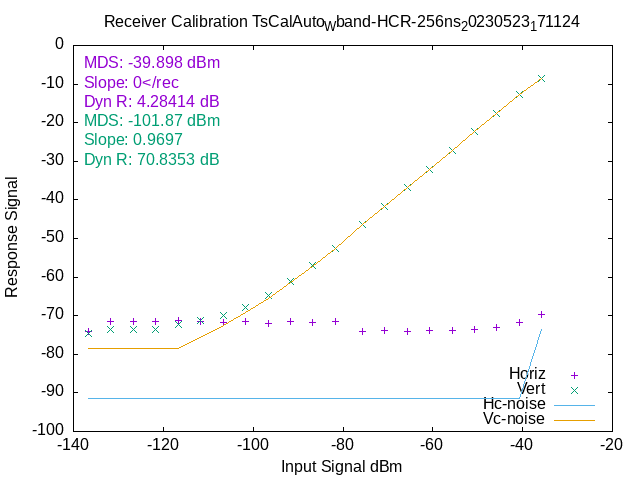 Receiver Calibration TsCalAutoWband-HCR-256ns20230523171124
MDS: -39.898 dBm
Slope: 0</rec
Dyn R: 4.28414 dB
MDS: -101.87 dBm
Slope: 0.9697
Dyn R: 70.8353 dB
0
-10
-20
-30
-40
-50
-60
-70
-80
-90
-100
Response Signal
Horiz
Vert
Hc-noise
Vc-noise
-140 -120 -100 -80 -60 -40 -20
Input Signal dBm